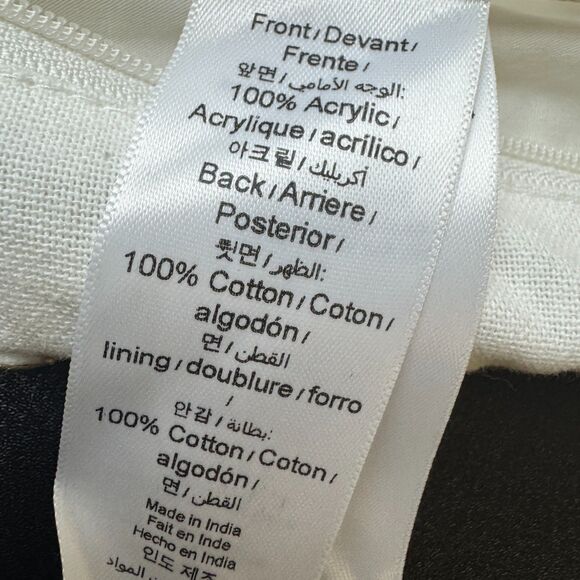 Front / Devant /
Frente /
앞면 / الوجه الأمامي:
100% Acrylic /
Acrylique / acrílico /
아크릴 / أكريليك
Back / Arriere /
Posterior /
뒷면 / الظهر:
100% Cotton / Coton /
algodón /
면 / القطن
lining / doublure / forro
/
안감 / بطانة:
100% Cotton / Coton /
algodón /
면 / القطن
Made in India
Fait en Inde
Hecho en India
인도 제조
المواد